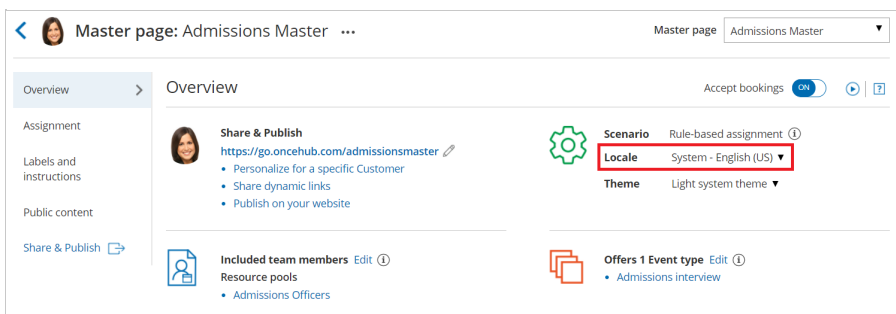 Master page: Admissions Master ...
Master page Admissions Master
Overview
Assignment
Labels and
instructions
Public content
Share & Publish
Overview
Accept bookings ON
Share & Publish
https://go.oncehub.com/admissionsmaster
• Personalize for a specific Customer
• Share dynamic links
• Publish on your website
Scenario Rule-based assignment
Locale System - English (US)
Theme Light system theme
Included team members Edit
Resource pools
• Admissions Officers
Offers 1 Event type Edit
• Admissions interview